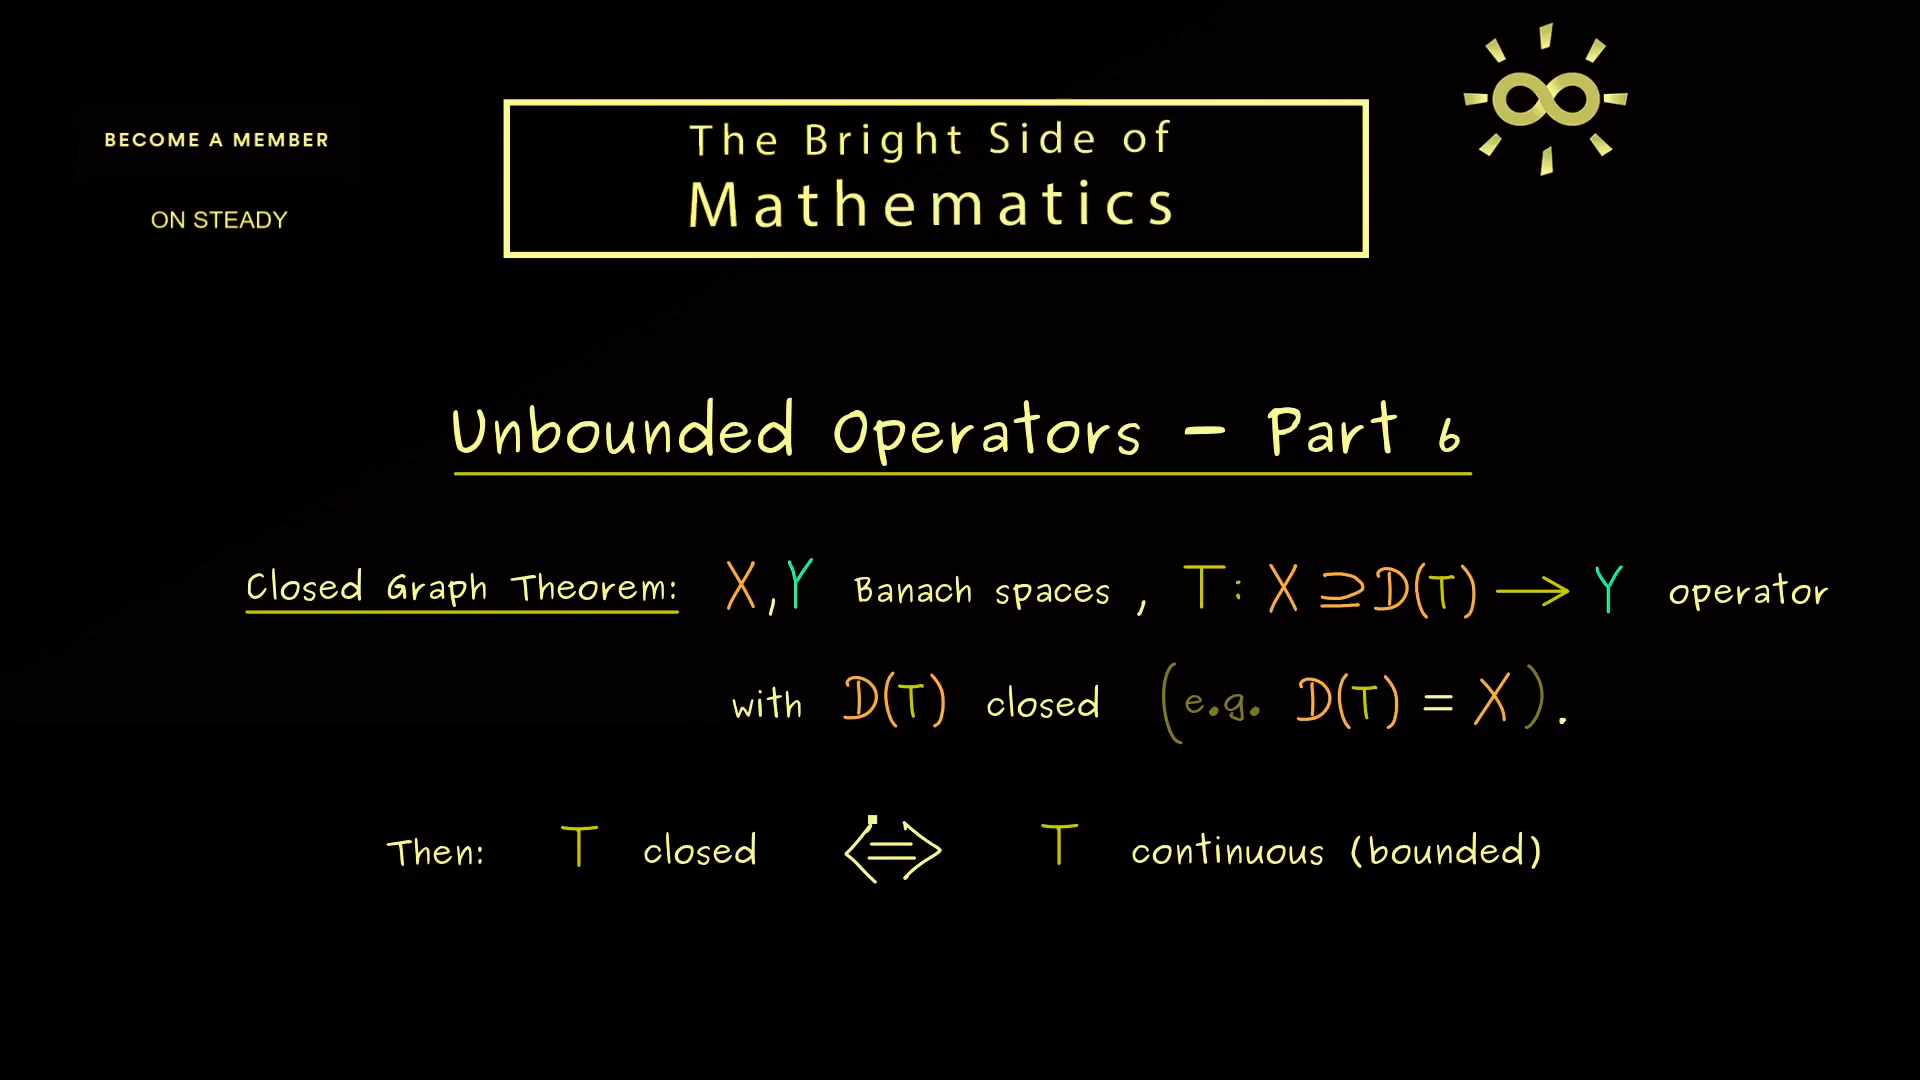 BECOME A MEMBER
ON STEADY
The Bright Side of
Mathematics
Unbounded Operators - Part 6
Closed Graph Theorem: X, Y Banach spaces, T: X ⊇ D(T) → Y operator
with D(T) closed (e.g. D(T) = X).
Then: T closed ⇔ T continuous (bounded)